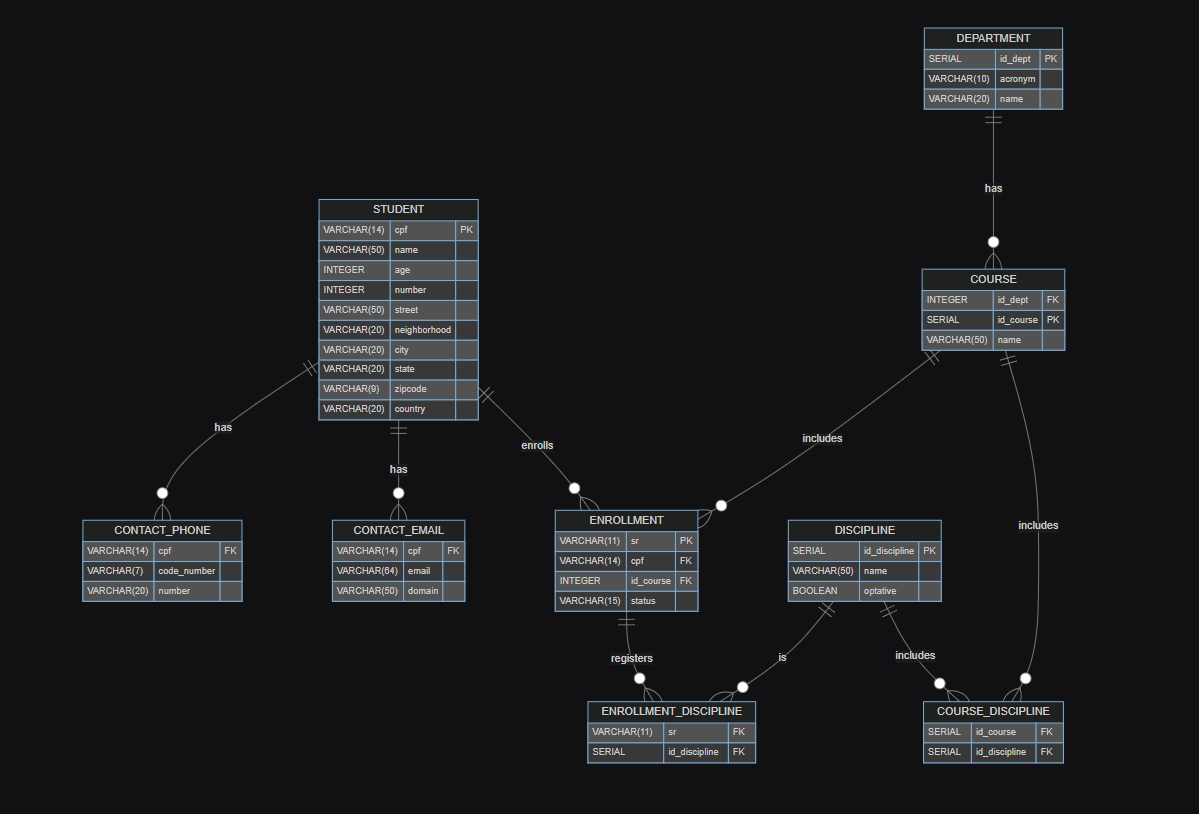 DEPARTMENT
SERIAL id_dept PK
VARCHAR(10) acronym
VARCHAR(20) name
has
STUDENT
VARCHAR(14) cpf PK
VARCHAR(50) name
INTEGER age
INTEGER number
VARCHAR(50) street
VARCHAR(20) neighborhood
VARCHAR(20) city
VARCHAR(20) state
VARCHAR(9) zipcode
VARCHAR(20) country
COURSE
INTEGER id_dept FK
SERIAL id_course PK
VARCHAR(50) name
has
has
enrolls
includes
includes
CONTACT_PHONE
VARCHAR(14) cpf FK
VARCHAR(7) code_number
VARCHAR(20) number
CONTACT_EMAIL
VARCHAR(14) cpf FK
VARCHAR(64) email
VARCHAR(50) domain
ENROLLMENT
VARCHAR(11) sr PK
VARCHAR(14) cpf FK
INTEGER id_course FK
VARCHAR(15) status
DISCIPLINE
SERIAL id_discipline PK
VARCHAR(50) name
BOOLEAN optative
registers
is
includes
ENROLLMENT_DISCIPLINE
VARCHAR(11) sr FK
SERIAL id_discipline FK
COURSE_DISCIPLINE
SERIAL id_course FK
SERIAL id_discipline FK